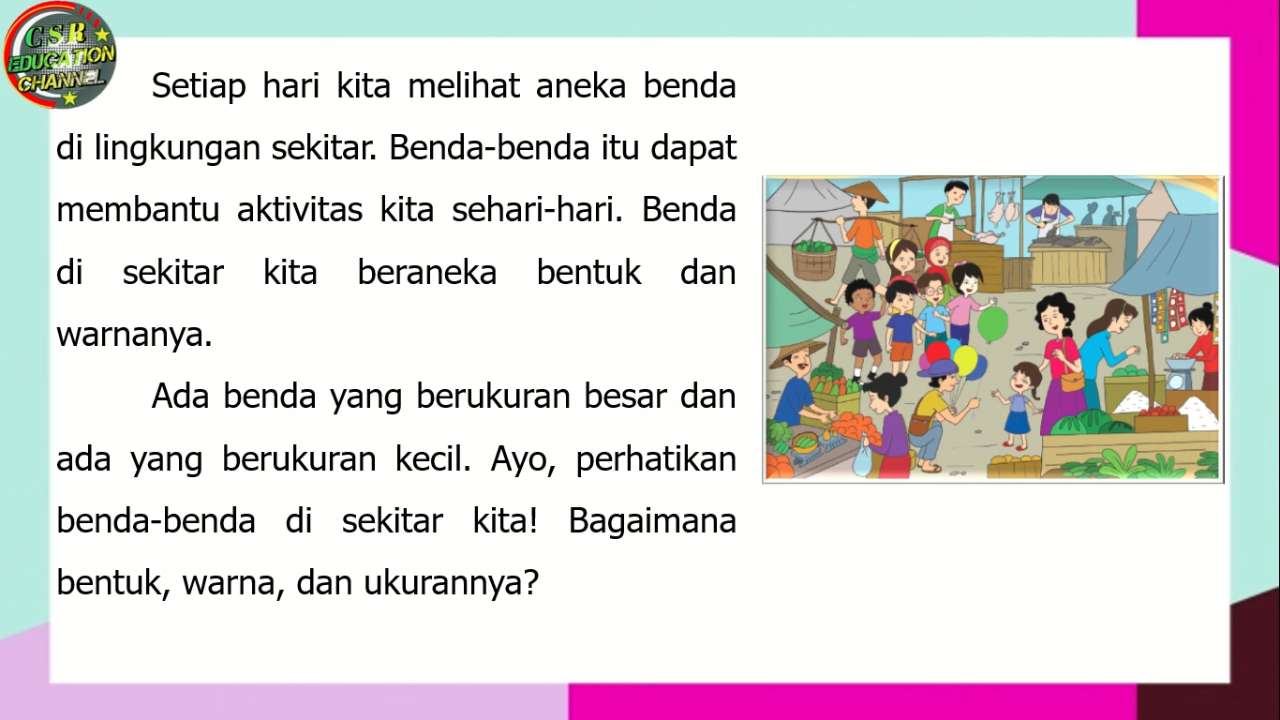 CSR
EDUCATION
CHANNEL
Setiap hari kita melihat aneka benda
di lingkungan sekitar. Benda-benda itu dapat
membantu aktivitas kita sehari-hari. Benda
di sekitar kita beraneka bentuk dan
warnanya.
Ada benda yang berukuran besar dan
ada yang berukuran kecil. Ayo, perhatikan
benda-benda di sekitar kita! Bagaimana
bentuk, warna, dan ukurannya?